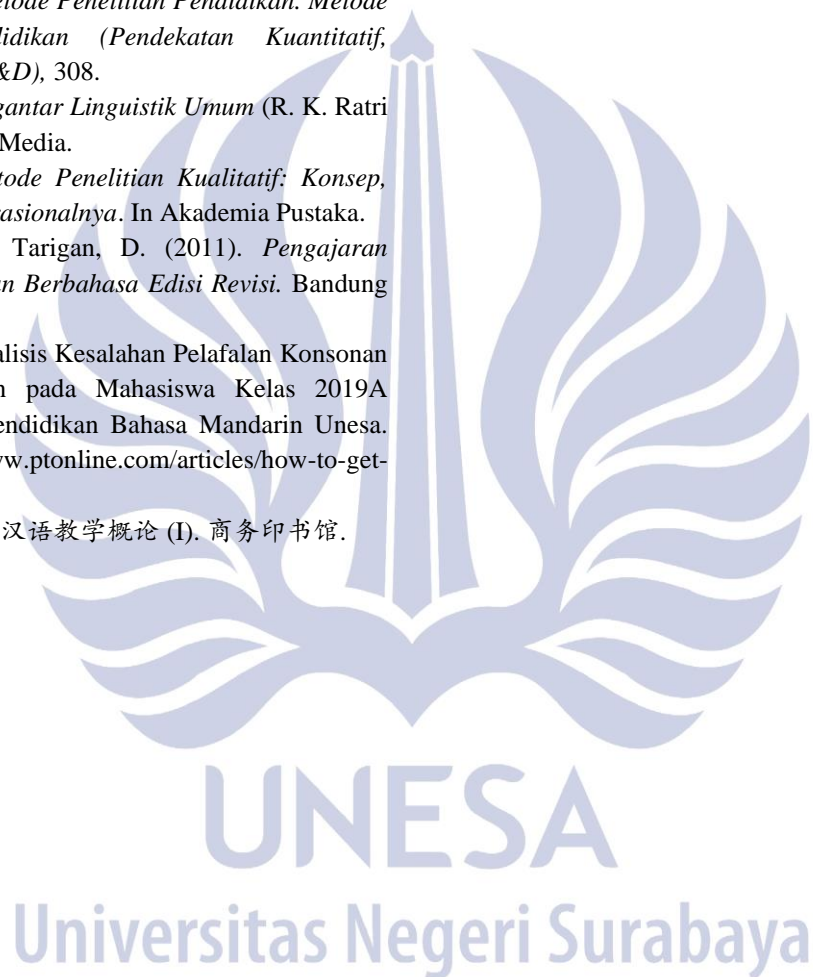 etode Penelitian Pendidikan. Metode
didikan (Pendekatan Kuantitatif,
&D), 308.
gantar Linguistik Umum (R. K. Ratri
Media.
tode Penelitian Kualitatif: Konsep,
rasionalnya. In Akademia Pustaka.
Tarigan, D. (2011). Pengajaran
an Berbahasa Edisi Revisi. Bandung
alisis Kesalahan Pelafalan Konsonan
n pada Mahasiswa Kelas 2019A
endidikan Bahasa Mandarin Unesa.
ww.ptonline.com/articles/how-to-get-
汉语教学概论 (I). 商务印书馆.
UNESA
Universitas Negeri Surabaya